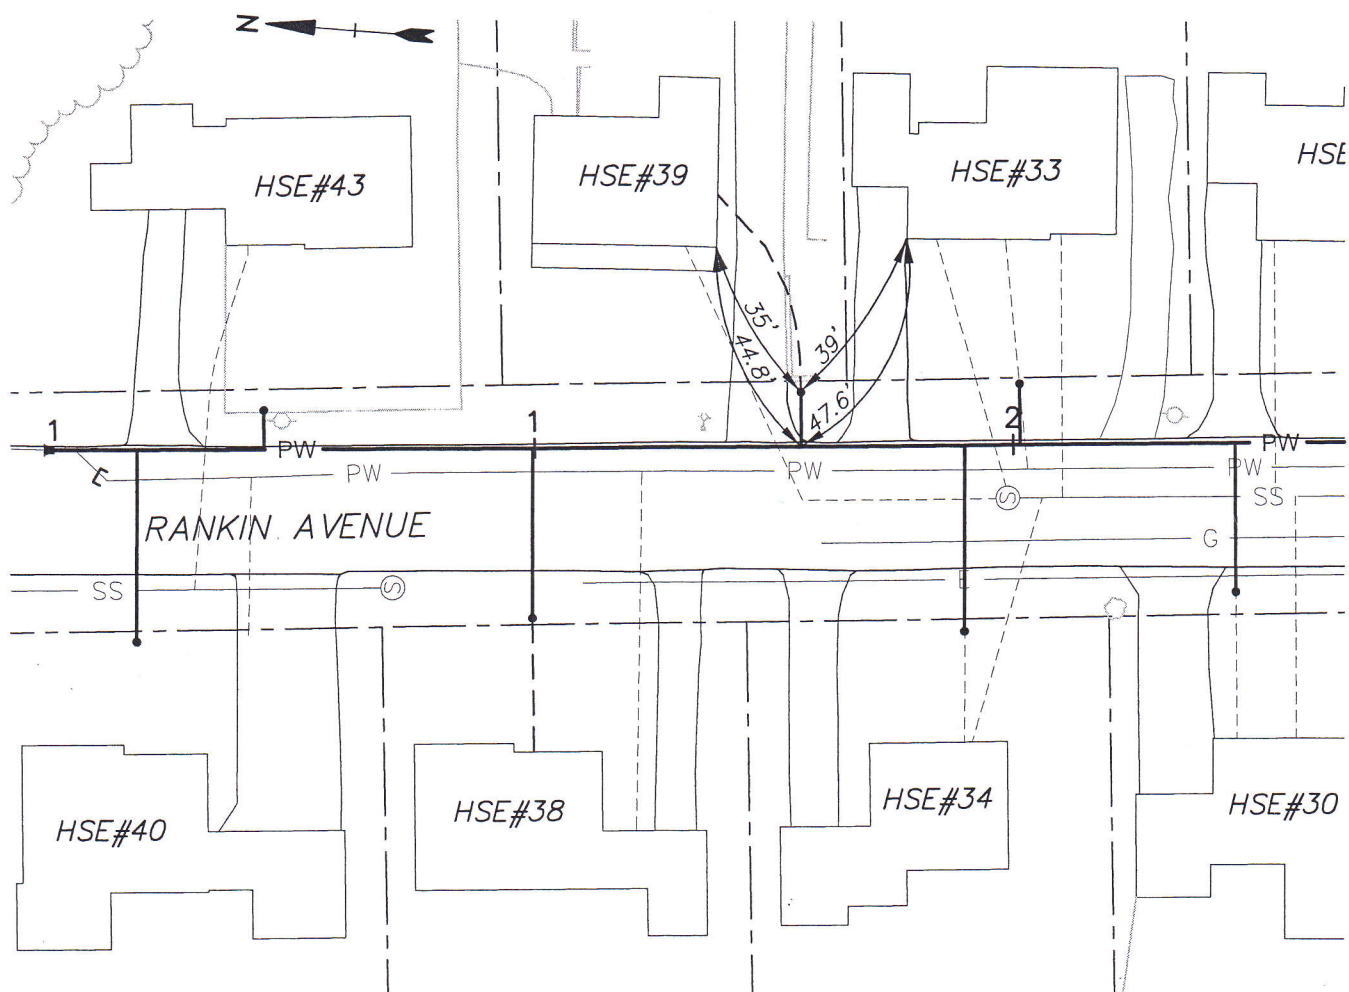 N
HSE#43
HSE#39
HSE#33
HSE
35'
44.8'
39'
47.6'
1
1
2
PW
PW
PW
PW
PW
SS
S
RANKIN AVENUE
G
E
SS
S
HSE#40
HSE#38
HSE#34
HSE#30